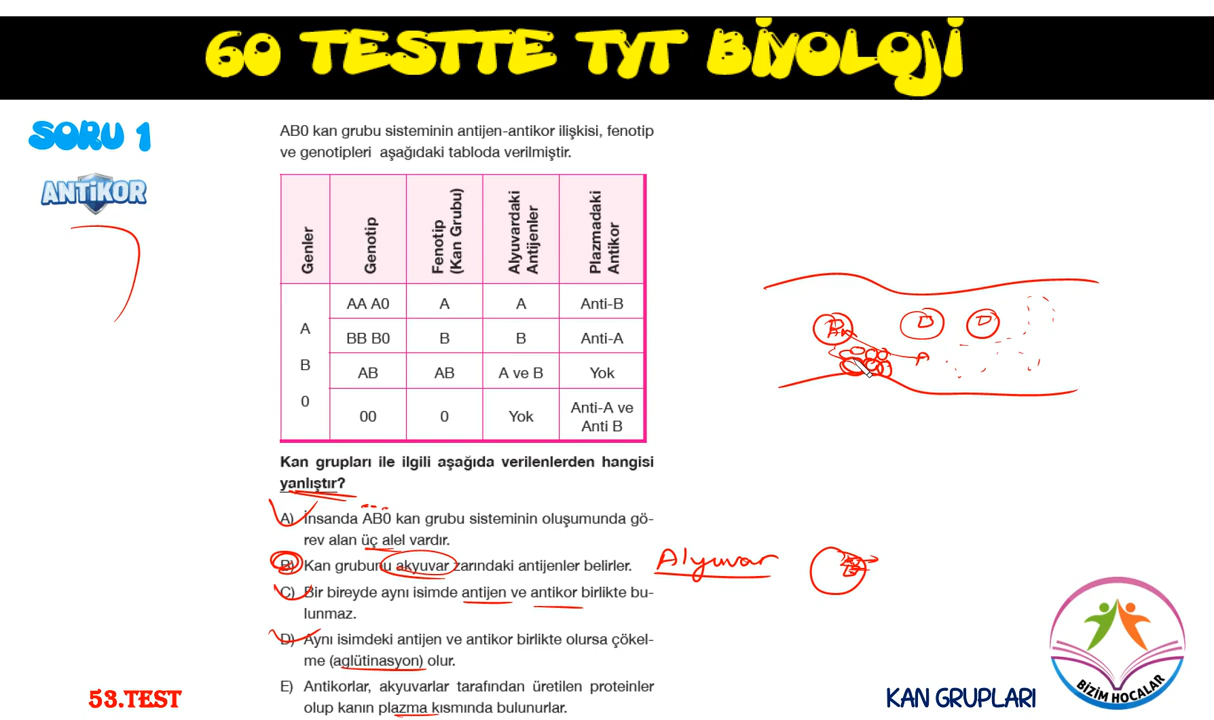 60 TESTTE TYT BİYOLOJİ
SORU 1
ANTİKOR
AB0 kan grubu sisteminin antijen-antikor ilişkisi, fenotip
ve genotipleri aşağıdaki tabloda verilmiştir.
Genler
Genotip
Fenotip
(Kan Grubu)
Alyuvardaki
Antijenler
Plazmadaki
Antikor
A
B
0
AA A0 A A Anti-B
BB B0 B B Anti-A
AB AB A ve B Yok
00 0 Yok Anti-A ve
Anti B
Kan grupları ile ilgili aşağıda verilenlerden hangisi
yanlıştır?
A) İnsanda AB0 kan grubu sisteminin oluşumunda gö-
rev alan üç alel vardır.
B) Kan grubunu akyuvar zarındaki antijenler belirler.
Alyuvar
C) Bir bireyde aynı isimde antijen ve antikor birlikte bu-
lunmaz.
D) Aynı isimdeki antijen ve antikor birlikte olursa çökel-
me (aglütinasyon) olur.
E) Antikorlar, akyuvarlar tarafından üretilen proteinler
olup kanın plazma kısmında bulunurlar.
D D
A
53.TEST
KAN GRUPLARI
BİZİM HOCALAR